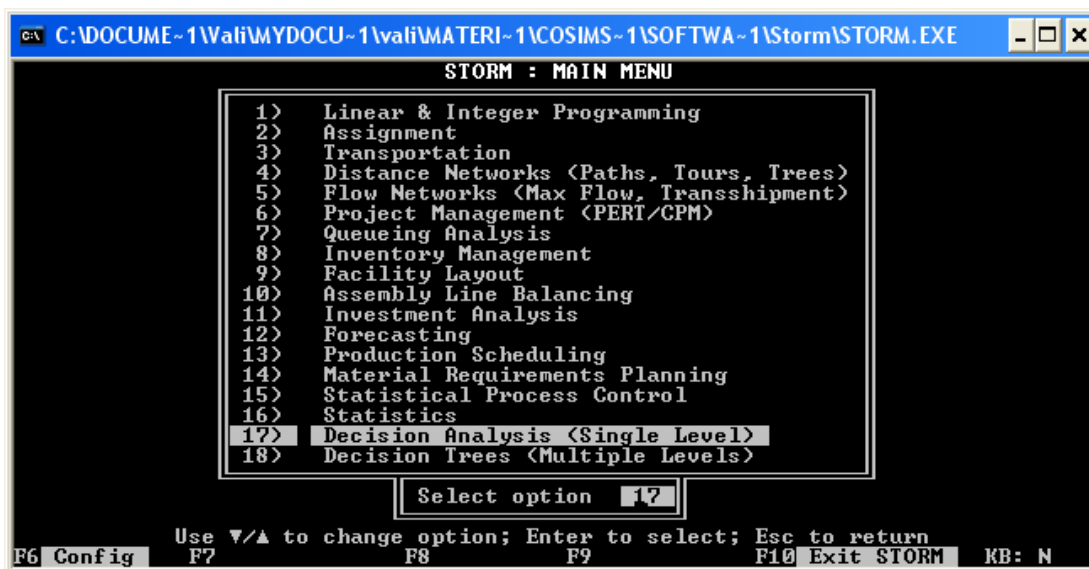 C:\DOCUME~1\Vali\MYDOCU~1\vali\MATERI~1\COSIMS~1\SOFTWA~1\Storm\STORM.EXE
STORM : MAIN MENU
1) Linear & Integer Programming
2) Assignment
3) Transportation
4) Distance Networks (Paths, Tours, Trees)
5) Flow Networks (Max Flow, Transshipment)
6) Project Management (PERT/CPM)
7) Queueing Analysis
8) Inventory Management
9) Facility Layout
10) Assembly Line Balancing
11) Investment Analysis
12) Forecasting
13) Production Scheduling
14) Material Requirements Planning
15) Statistical Process Control
16) Statistics
17) Decision Analysis (Single Level)
18) Decision Trees (Multiple Levels)
Select option 17
Use ▼/▲ to change option; Enter to select; Esc to return
F6 Config F7 F8 F9 F10 Exit STORM KB: N